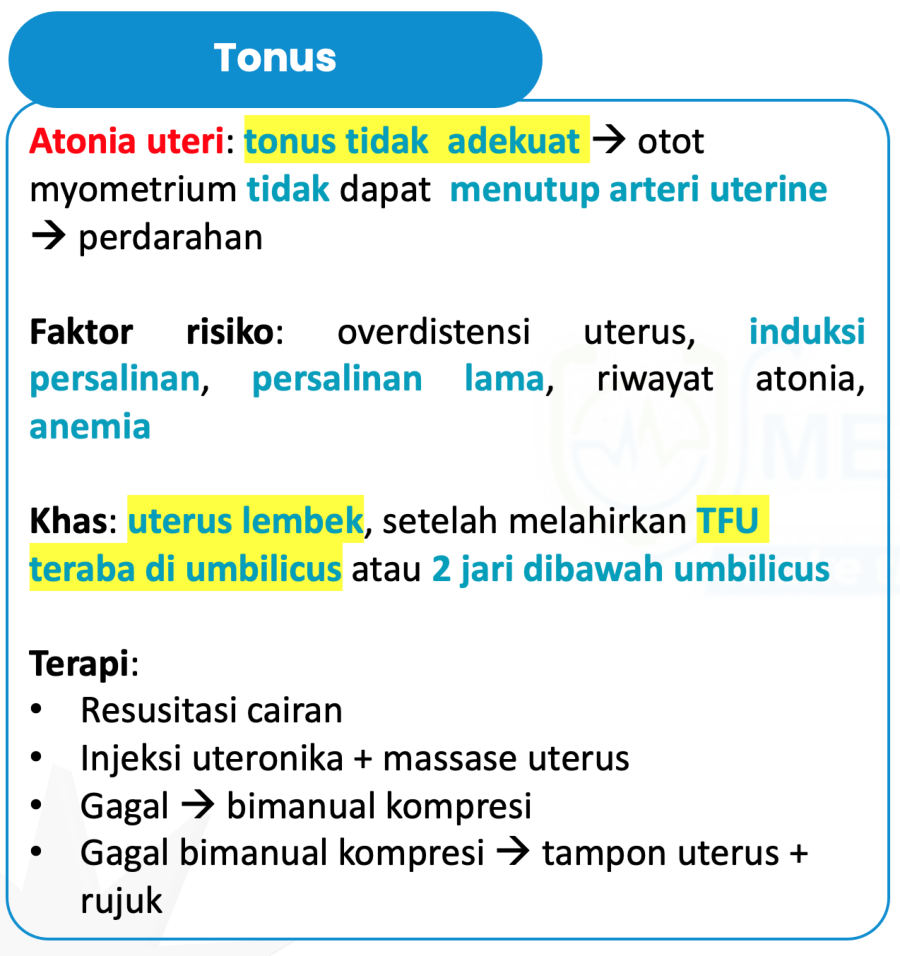 Tonus
Atonia uteri: tonus tidak adekuat → otot
myometrium tidak dapat menutup arteri uterine
→ perdarahan
Faktor risiko: overdistensi uterus, induksi
persalinan, persalinan lama, riwayat atonia,
anemia
Khas: uterus lembek, setelah melahirkan TFU
teraba di umbilicus atau 2 jari dibawah umbilicus
Terapi:
• Resusitasi cairan
• Injeksi uteronika + massase uterus
• Gagal → bimanual kompresi
• Gagal bimanual kompresi → tampon uterus +
rujuk